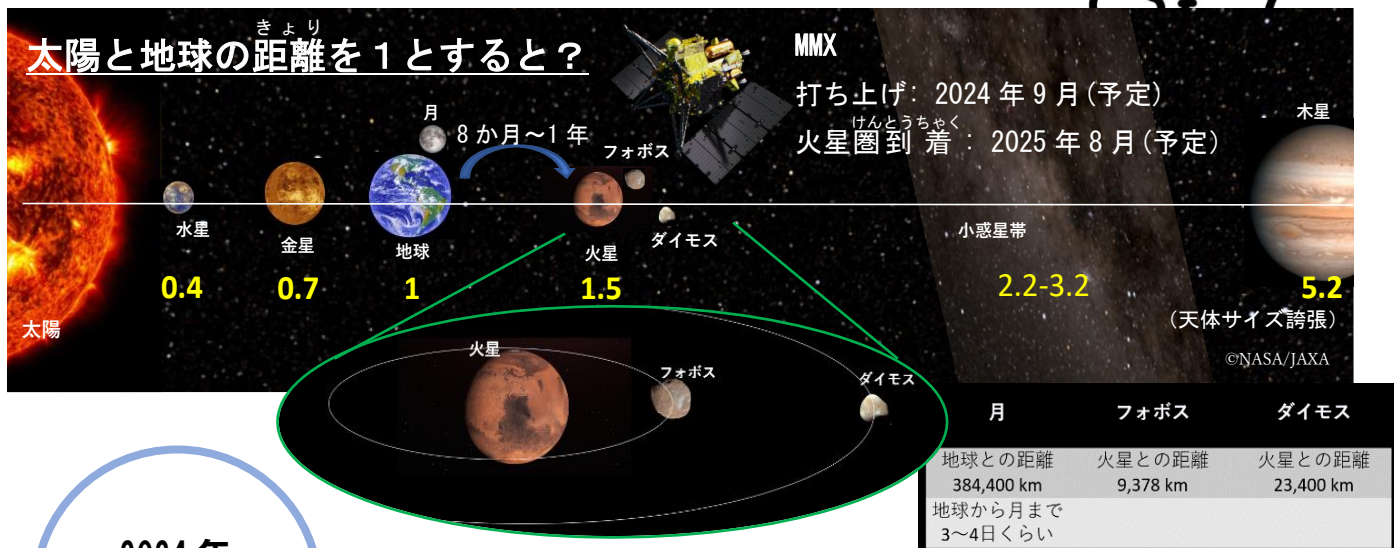 きょり
太陽と地球の距離を１とすると？
MMX
打ち上げ: 2024年9月(予定)
けんとうちゃく
火星圏到着: 2025年8月(予定)
月
8か月～1年
フォボス
木星
水星
金星
地球
火星
ダイモス
小惑星帯
0.4
0.7
1
1.5
2.2-3.2
5.2
太陽
(天体サイズ誇張)
©NASA/JAXA
火星
フォボス
ダイモス
月 フォボス ダイモス
地球との距離 火星との距離 火星との距離
384,400 km 9,378 km 23,400 km
地球から月まで
3～4日くらい